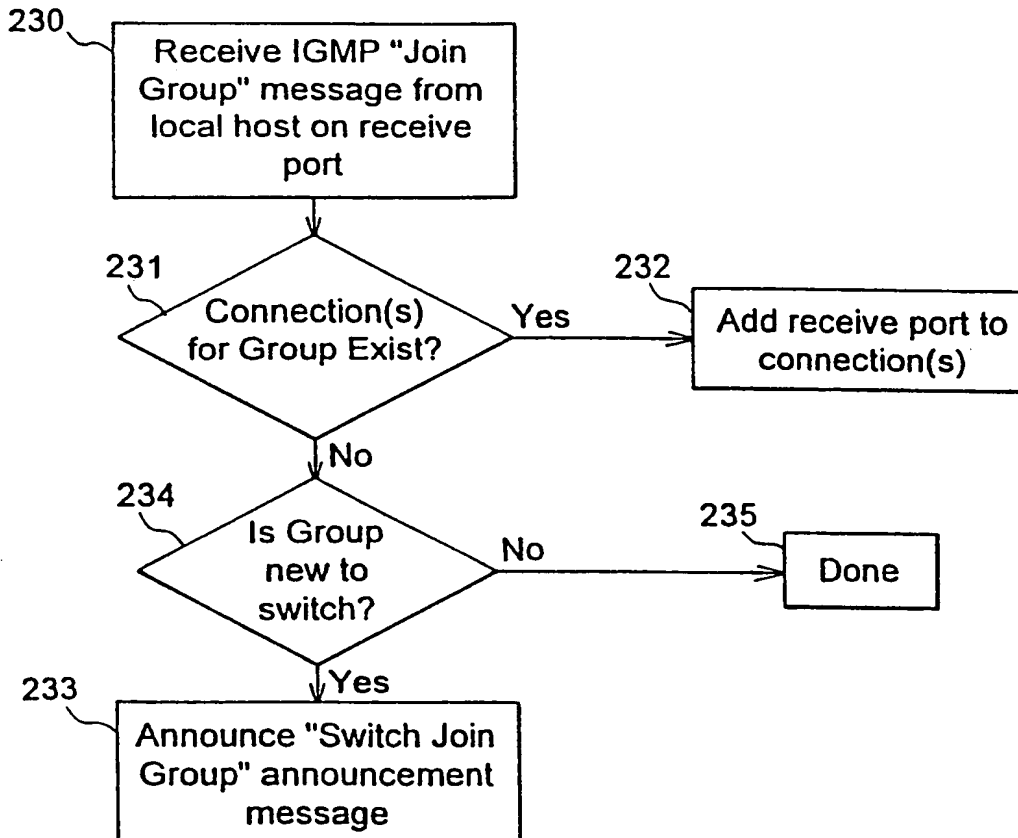 230
Receive IGMP "Join
Group" message from
local host on receive
port
231
Connection(s)
for Group Exist?
Yes
232
Add receive port to
connection(s)
No
234
Is Group
new to
switch?
No
235
Done
Yes
233
Announce "Switch Join
Group" announcement
message